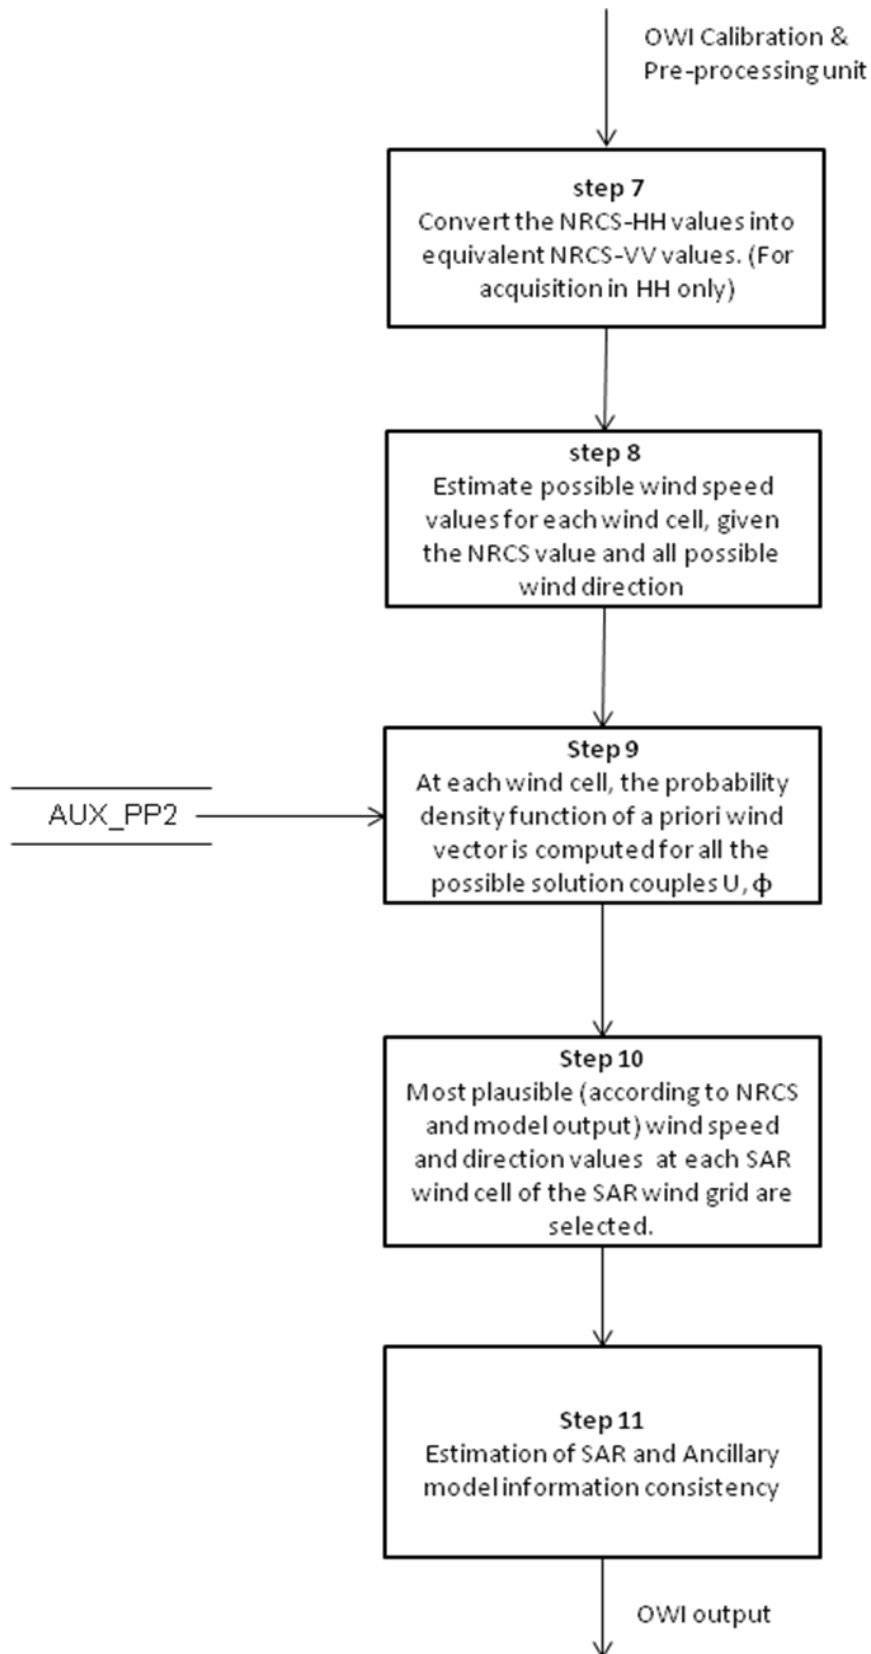 OWI Calibration &
Pre-processing unit
step 7
Convert the NRCS-HH values into
equivalent NRCS-VV values. (For
acquisition in HH only)
step 8
Estimate possible wind speed
values for each wind cell, given
the NRCS value and all possible
wind direction
Step 9
At each wind cell, the probability
density function of a priori wind
vector is computed for all the
possible solution couples U, ϕ
AUX_PP2
Step 10
Most plausible (according to NRCS
and model output) wind speed
and direction values at each SAR
wind cell of the SAR wind grid are
selected.
Step 11
Estimation of SAR and Ancillary
model information consistency
OWI output